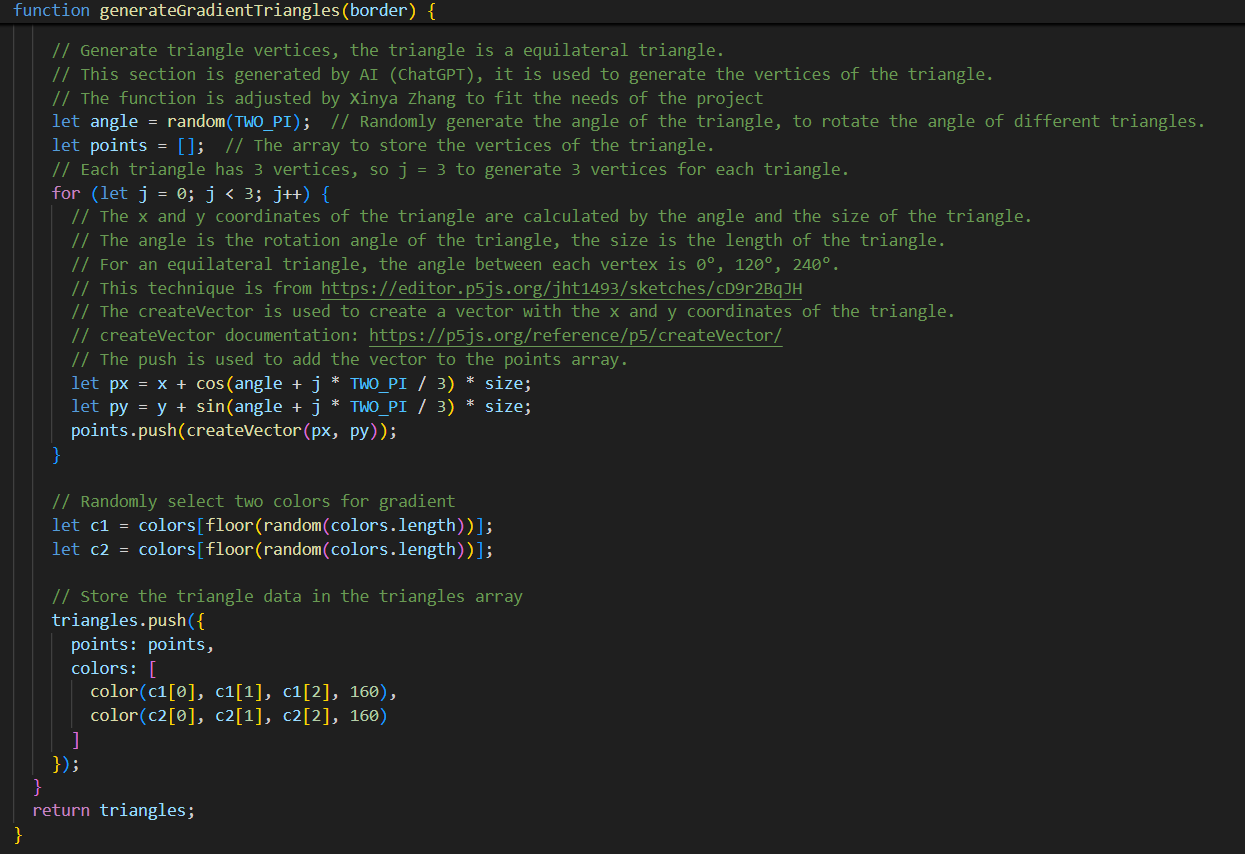 function generateGradientTriangles(border) {
// Generate triangle vertices, the triangle is a equilateral triangle.
// This section is generated by AI (ChatGPT), it is used to generate the vertices of the triangle.
// The function is adjusted by Xinya Zhang to fit the needs of the project
let angle = random(TWO_PI);  // Randomly generate the angle of the triangle, to rotate the angle of different triangles.
let points = [];  // The array to store the vertices of the triangle.
// Each triangle has 3 vertices, so j = 3 to generate 3 vertices for each triangle.
for (let j = 0; j < 3; j++) {
// The x and y coordinates of the triangle are calculated by the angle and the size of the triangle.
// The angle is the rotation angle of the triangle, the size is the length of the triangle.
// For an equilateral triangle, the angle between each vertex is 0°, 120°, 240°.
// This technique is from https://editor.p5js.org/jht1493/sketches/cD9r2BqJH
// The createVector is used to create a vector with the x and y coordinates of the triangle.
// createVector documentation: https://p5js.org/reference/p5/createVector/
// The push is used to add the vector to the points array.
let px = x + cos(angle + j * TWO_PI / 3) * size;
let py = y + sin(angle + j * TWO_PI / 3) * size;
points.push(createVector(px, py));
}
// Randomly select two colors for gradient
let c1 = colors[floor(random(colors.length))];
let c2 = colors[floor(random(colors.length))];
// Store the triangle data in the triangles array
triangles.push({
points: points,
colors: [
color(c1[0], c1[1], c1[2], 160),
color(c2[0], c2[1], c2[2], 160)
]
});
}
return triangles;
}